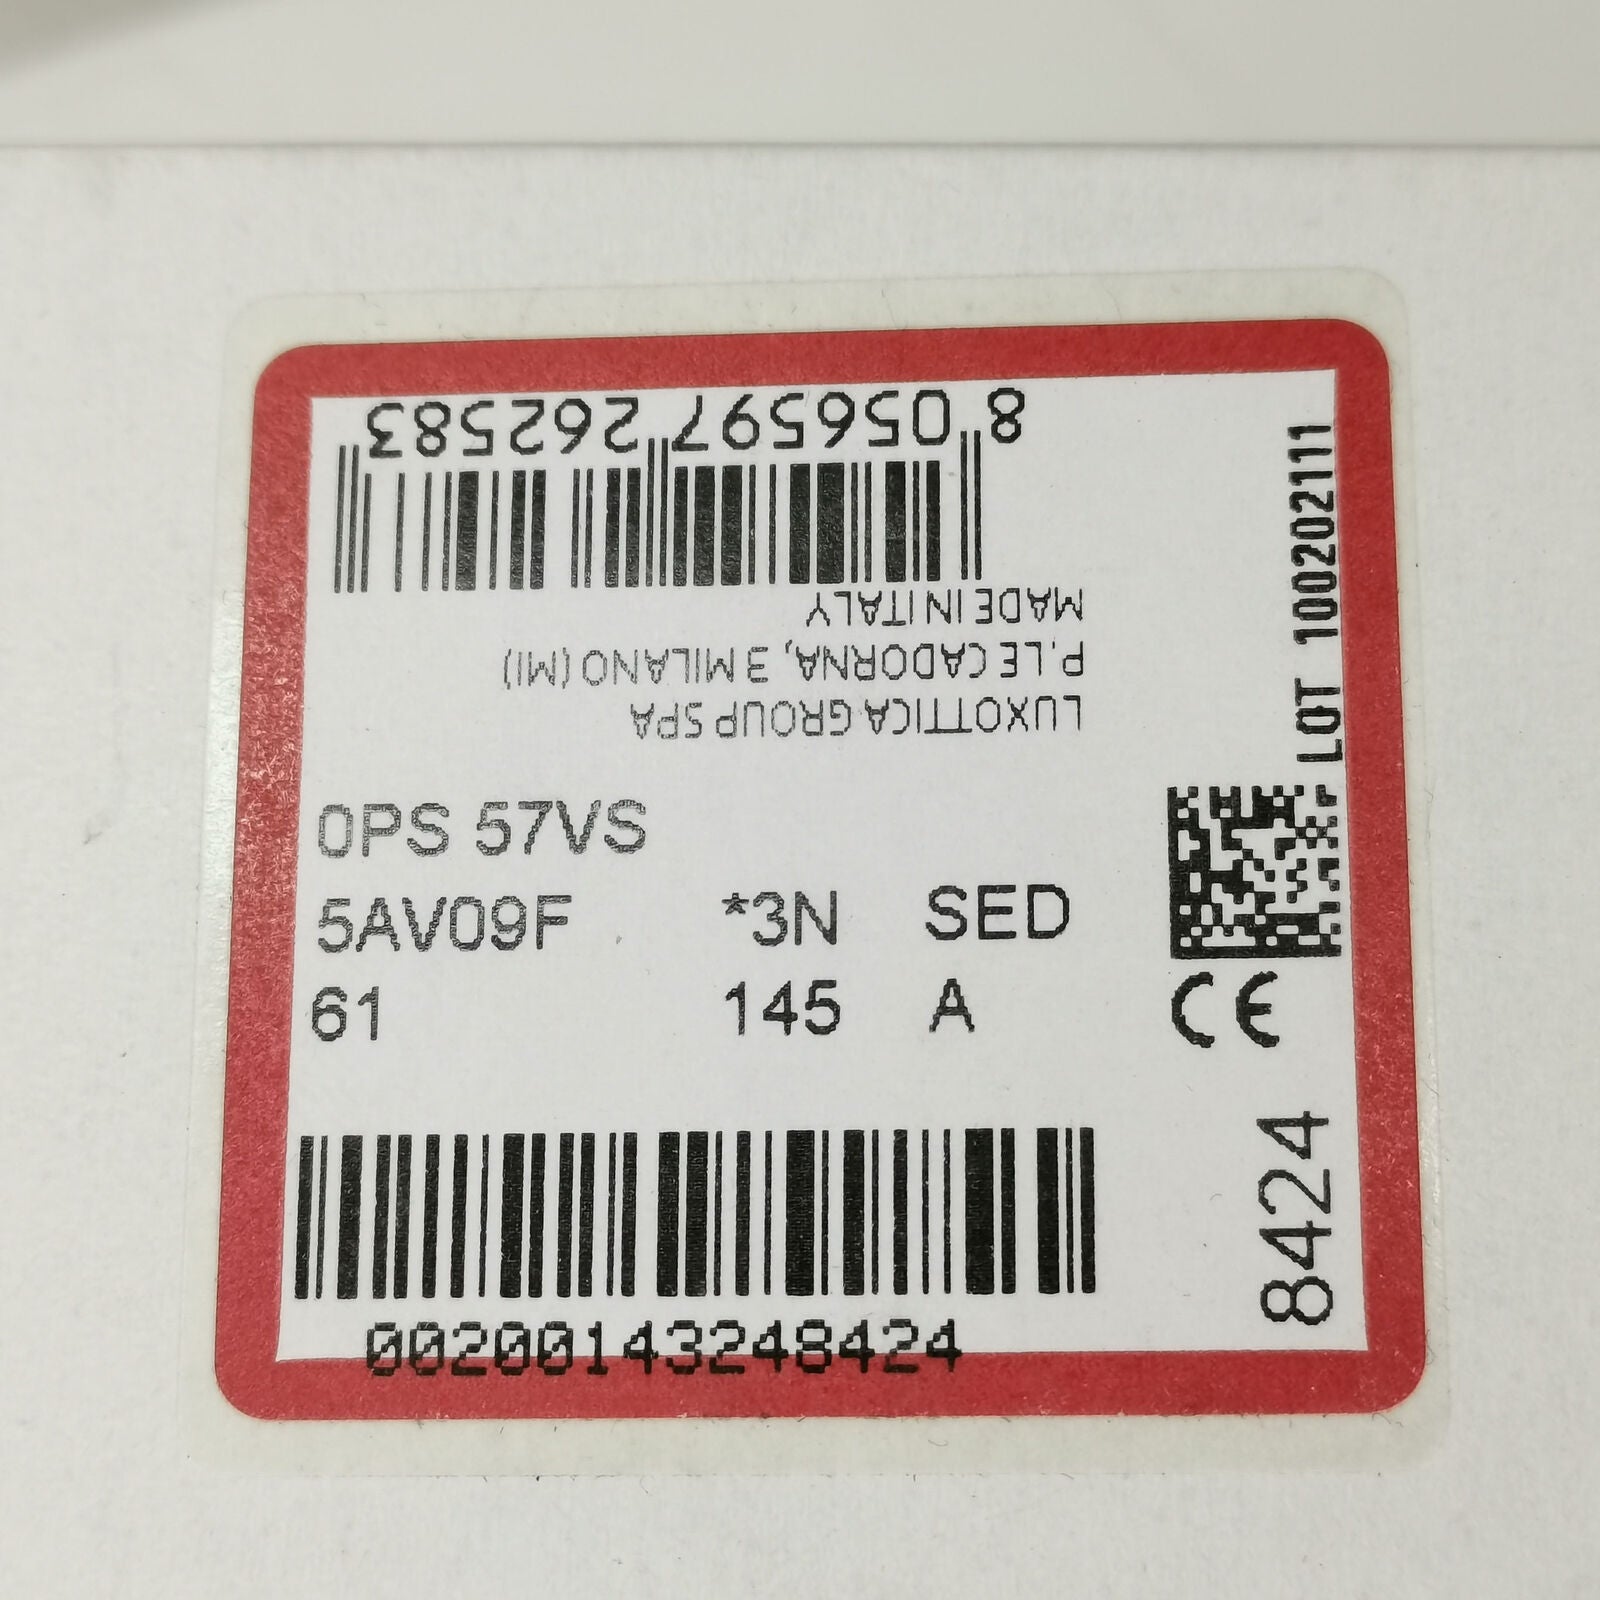 8 056597 262583
MADE IN ITALY
P.LE CADORNA, 3 MILANO (MI)
LUXOTTICA GROUP SPA
LOT 100202111
0PS 57VS
5AV09F *3N SED
61 145 A
CE
8424
00200143248424